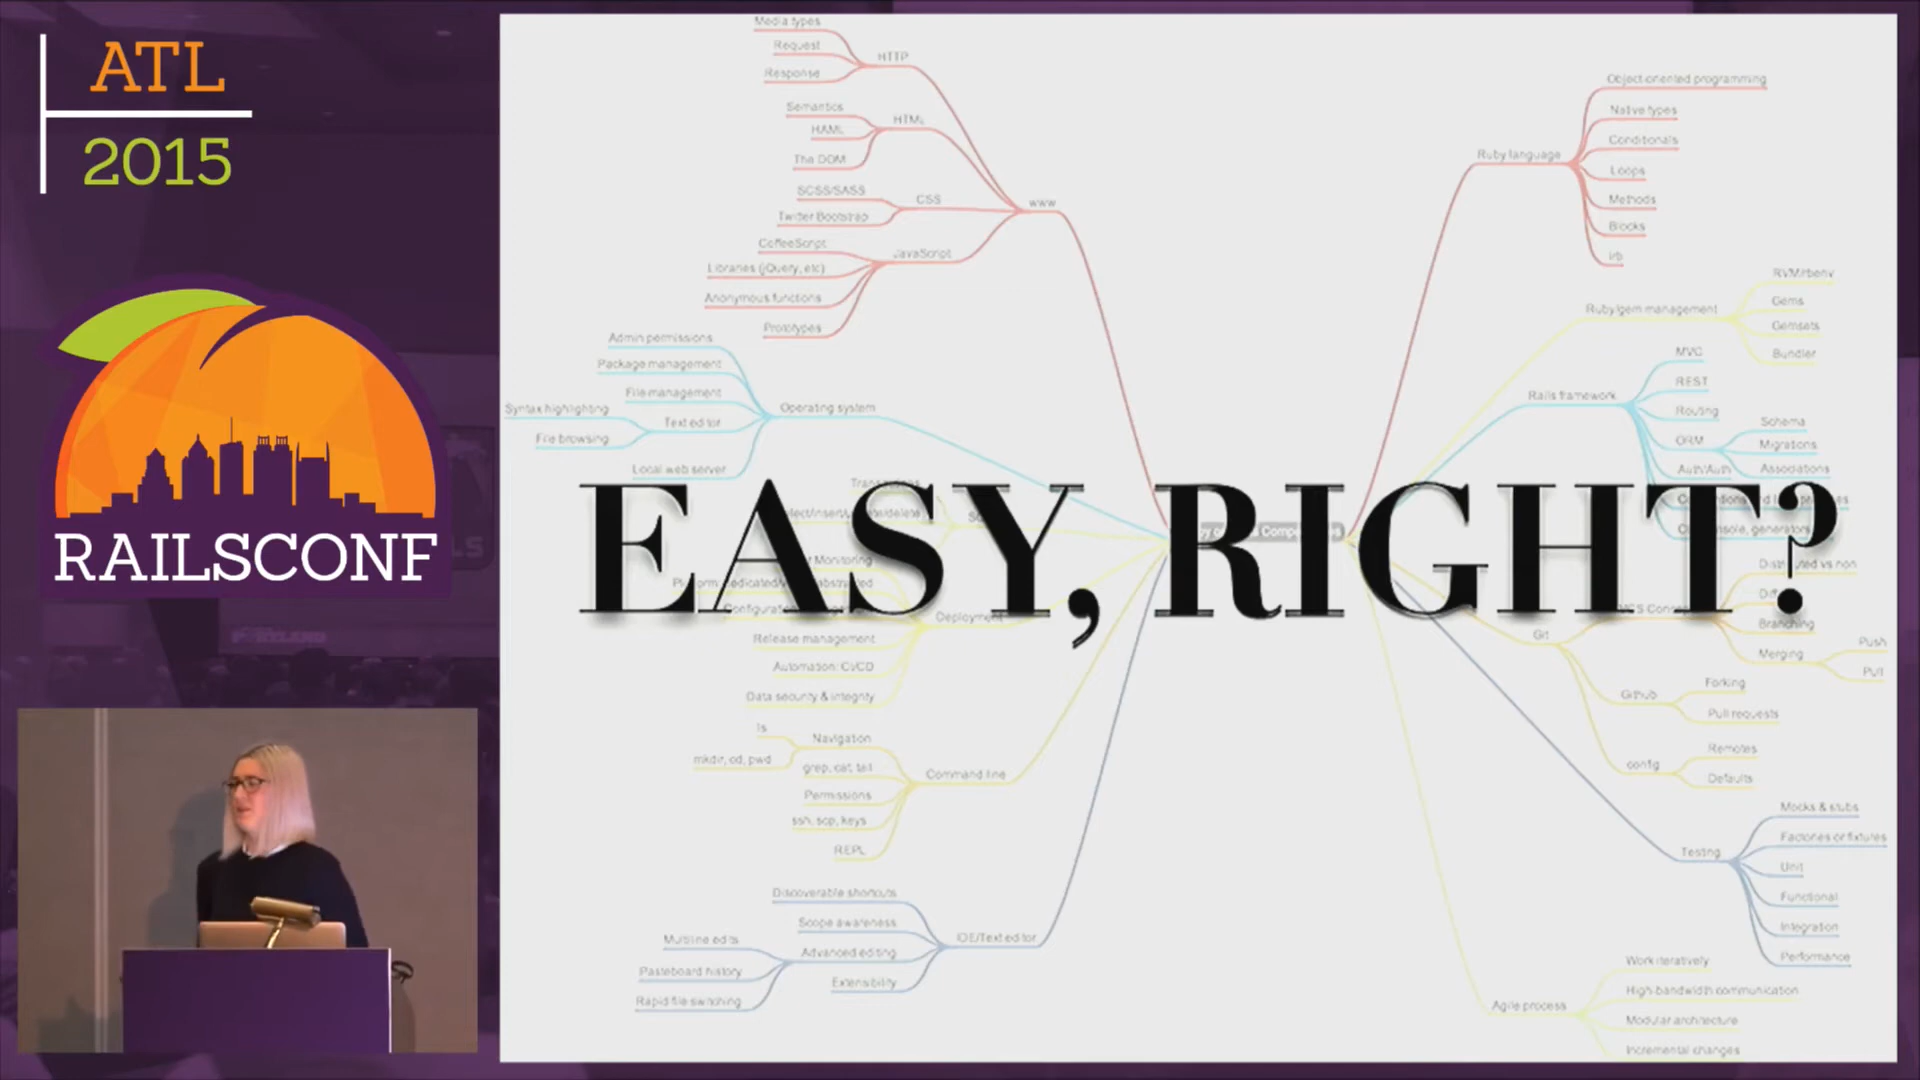 ATL
2015
RAILSCONF
EASY, RIGHT?
Media types
Request
Response
HTTP
Semantics
HAML
The DOM
HTML
SCSS/SASS
Twitter Bootstrap
CSS
CoffeeScript
Libraries (jQuery, etc)
Anonymous functions
Prototypes
JavaScript
www
Admin permissions
Package management
File management
Syntax highlighting
File browsing
Text editor
Local web server
Operating system
Monitoring
Deployment
Release management
Automation: CI/CD
Data security & integrity
ls
mkdir, cd, pwd
Navigation
grep, cat, tail
Permissions
ssh, scp, keys
REPL
Command line
Discoverable shortcuts
Scope awareness
Multiline edits
Pasteboard history
Rapid file switching
Advanced editing
Extensibility
IDE/Text editor
Object oriented programming
Native types
Conditionals
Loops
Methods
Blocks
irb
Ruby language
RVM/rbenv
Gems
Gemsets
Bundler
Ruby/gem management
MVC
REST
Routing
ORM
Schema
Migrations
Associations
Auth/Auth
Rails framework
Branching
Merging
Push
Pull
Git
Github
Forking
Pull requests
config
Remotes
Defaults
Testing
Mocks & stubs
Factories or fixtures
Unit
Functional
Integration
Performance
Agile process
Work iteratively
High-bandwidth communication
Modular architecture
Incremental changes